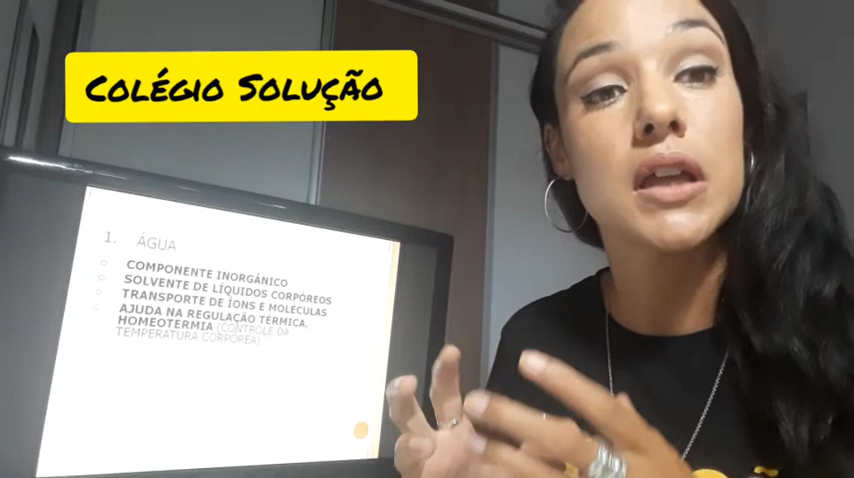 Colégio Solução
1. ÁGUA
COMPONENTE INORGÂNICO
SOLVENTE DE LÍQUIDOS CORPÓREOS
TRANSPORTE DE ÍONS E MOLÉCULAS
AJUDA NA REGULAÇÃO TÉRMICA,
HOMEOTERMIA (CONTROLE DA
TEMPERATURA CORPÓREA)